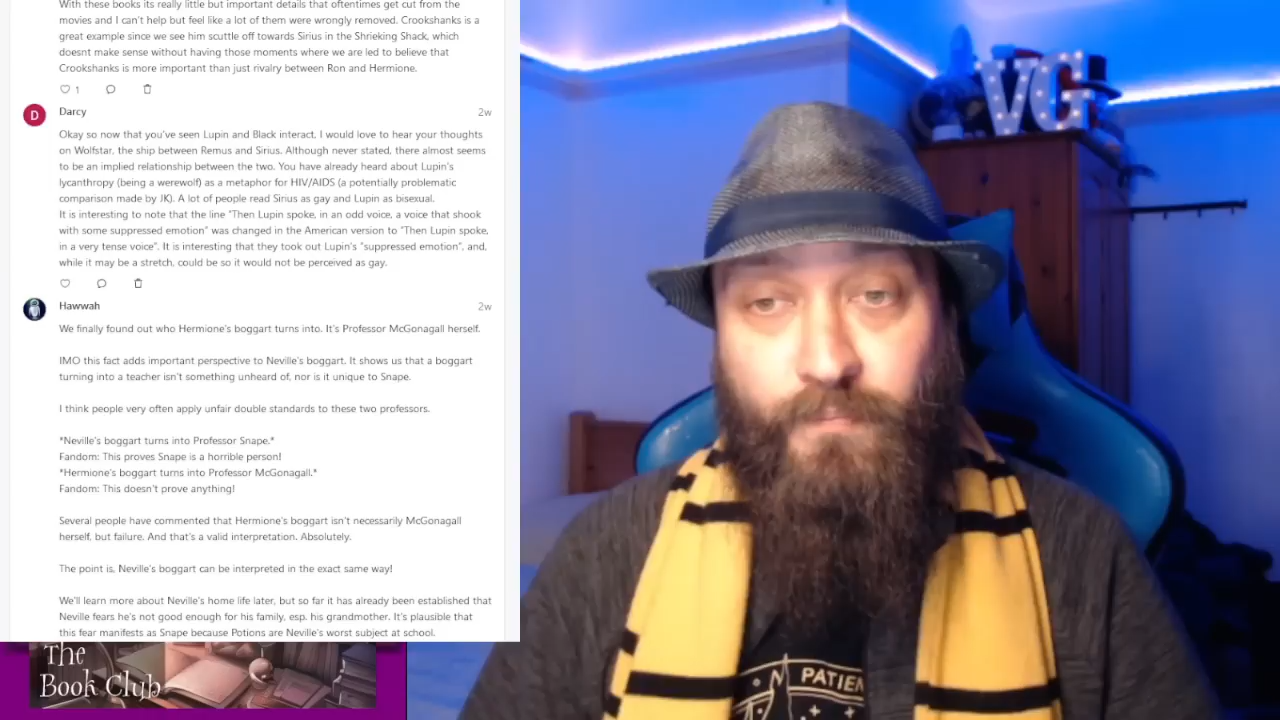 With these books its really little but important details that oftentimes get cut from the
movies and I can't help but feel like a lot of them were wrongly removed. Crookshanks is a
great example since we see him scuttle off towards Sirius in the Shrieking Shack, which
doesnt make sense without having those moments where we are led to believe that
Crookshanks is more important than just rivalry between Ron and Hermione.
1
D
Darcy
2w
Okay so now that you've seen Lupin and Black interact, I would love to hear your thoughts
on Wolfstar, the ship between Remus and Sirius. Although never stated, there almost seems
to be an implied relationship between the two. You have already heard about Lupin's
lycanthropy (being a werewolf) as a metaphor for HIV/AIDS (a potentially problematic
comparison made by JK). A lot of people read Sirius as gay and Lupin as bisexual.
It is interesting to note that the line "Then Lupin spoke, in an odd voice, a voice that shook
with some suppressed emotion" was changed in the American version to "Then Lupin spoke,
in a very tense voice". It is interesting that they took out Lupin's "suppressed emotion", and,
while it may be a stretch, could be so it would not be perceived as gay.
Hawwah
2w
We finally found out who Hermione's boggart turns into. It's Professor McGonagall herself.
IMO this fact adds important perspective to Neville's boggart. It shows us that a boggart
turning into a teacher isn't something unheard of, nor is it unique to Snape.
I think people very often apply unfair double standards to these two professors.
*Neville's boggart turns into Professor Snape.*
Fandom: This proves Snape is a horrible person!
*Hermione's boggart turns into Professor McGonagall.*
Fandom: This doesn't prove anything!
Several people have commented that Hermione's boggart isn't necessarily McGonagall
herself, but failure. And that's a valid interpretation. Absolutely.
The point is, Neville's boggart can be interpreted in the exact same way!
We'll learn more about Neville's home life later, but so far it has already been established that
Neville fears he's not good enough for his family, esp. his grandmother. It's plausible that
this fear manifests as Snape because Potions are Neville's worst subject at school.
The
Book Club
VG
N PATIEN